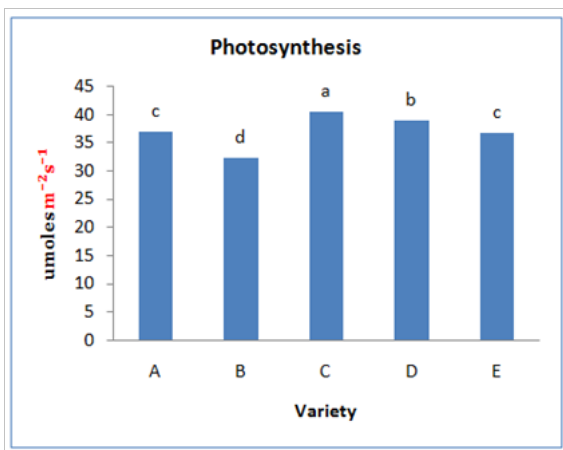 Photosynthesis
umoles m⁻²s⁻¹
45
40
35
30
25
20
15
10
5
0
c
d
a
b
c
A B C D E
Variety